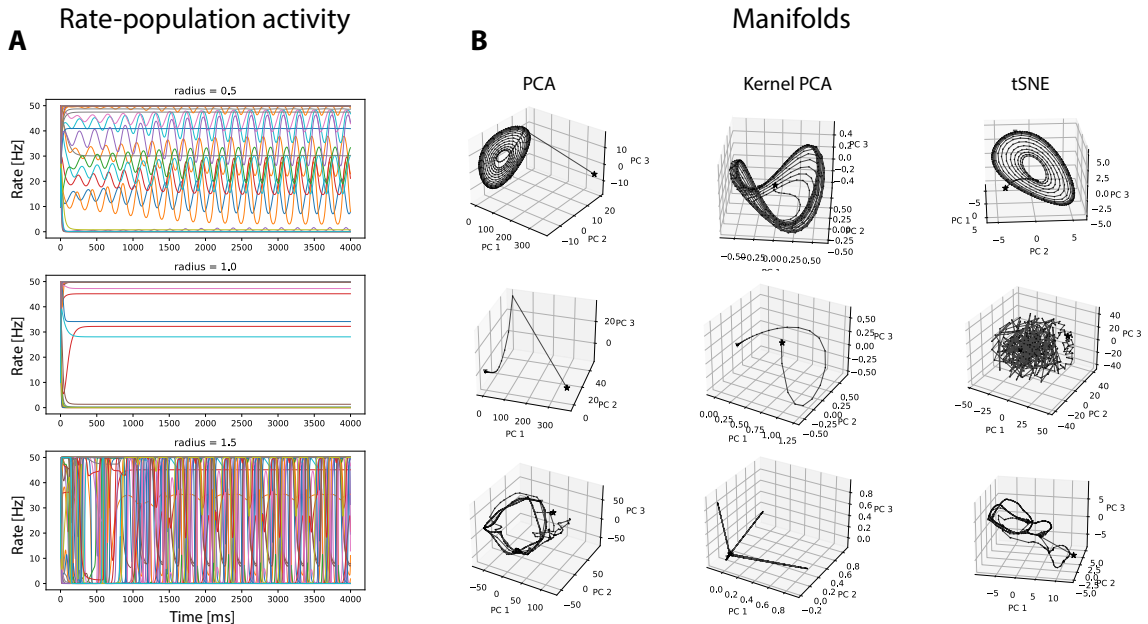 Rate-population activity
Manifolds
A
B
radius = 0.5
50
40
30
20
10
0
Rate [Hz]
0 500 1000 1500 2000 2500 3000 3500 4000
radius = 1.0
50
40
30
20
10
0
Rate [Hz]
0 500 1000 1500 2000 2500 3000 3500 4000
radius = 1.5
50
40
30
20
10
0
Rate [Hz]
0 500 1000 1500 2000 2500 3000 3500 4000
Time [ms]
PCA
Kernel PCA
tSNE
10
0
−10
PC 3
20
10
0
−10
PC 2
0 100 200 300
PC 1
0.4
0.2
0.0
−0.2
−0.4
PC 3
0.50
0.25
0.00
−0.25
−0.50
PC 2
−0.50−0.25 0.00 0.25 0.50
5.0
2.5
0.0
−2.5
−5.0
PC 3
−5
0
5
PC 1
−5 0 5
PC 2
20
0
PC 3
40
20
0
PC 2
0 100 200 300
PC 1
0,50
0,25
0,00
−0.25
−0.50
PC 3
0.50
0.25
0.00
−0.25
−0.50
PC 2
0.00 0.25 0.50 0.75 1.00 1.25
PC 1
40
20
0
−20
−40
PC 3
40
20
0
−20
−40
PC 2
−50 −25 0 25 50
PC 1
50
0
−50
PC 3
50
0
−50
PC 2
−50 0 50 100
PC 1
0.8
0.6
0.4
0.2
0.0
PC 3
0.8
0.6
0.4
0.2
0.0
−0.2
PC 2
0.0 0.2 0.4 0.6 0.8
PC 1
5
0
−5
PC 3
5.0
2.5
0.0
−2.5
PC 2
−5 0 5 10
PC 1